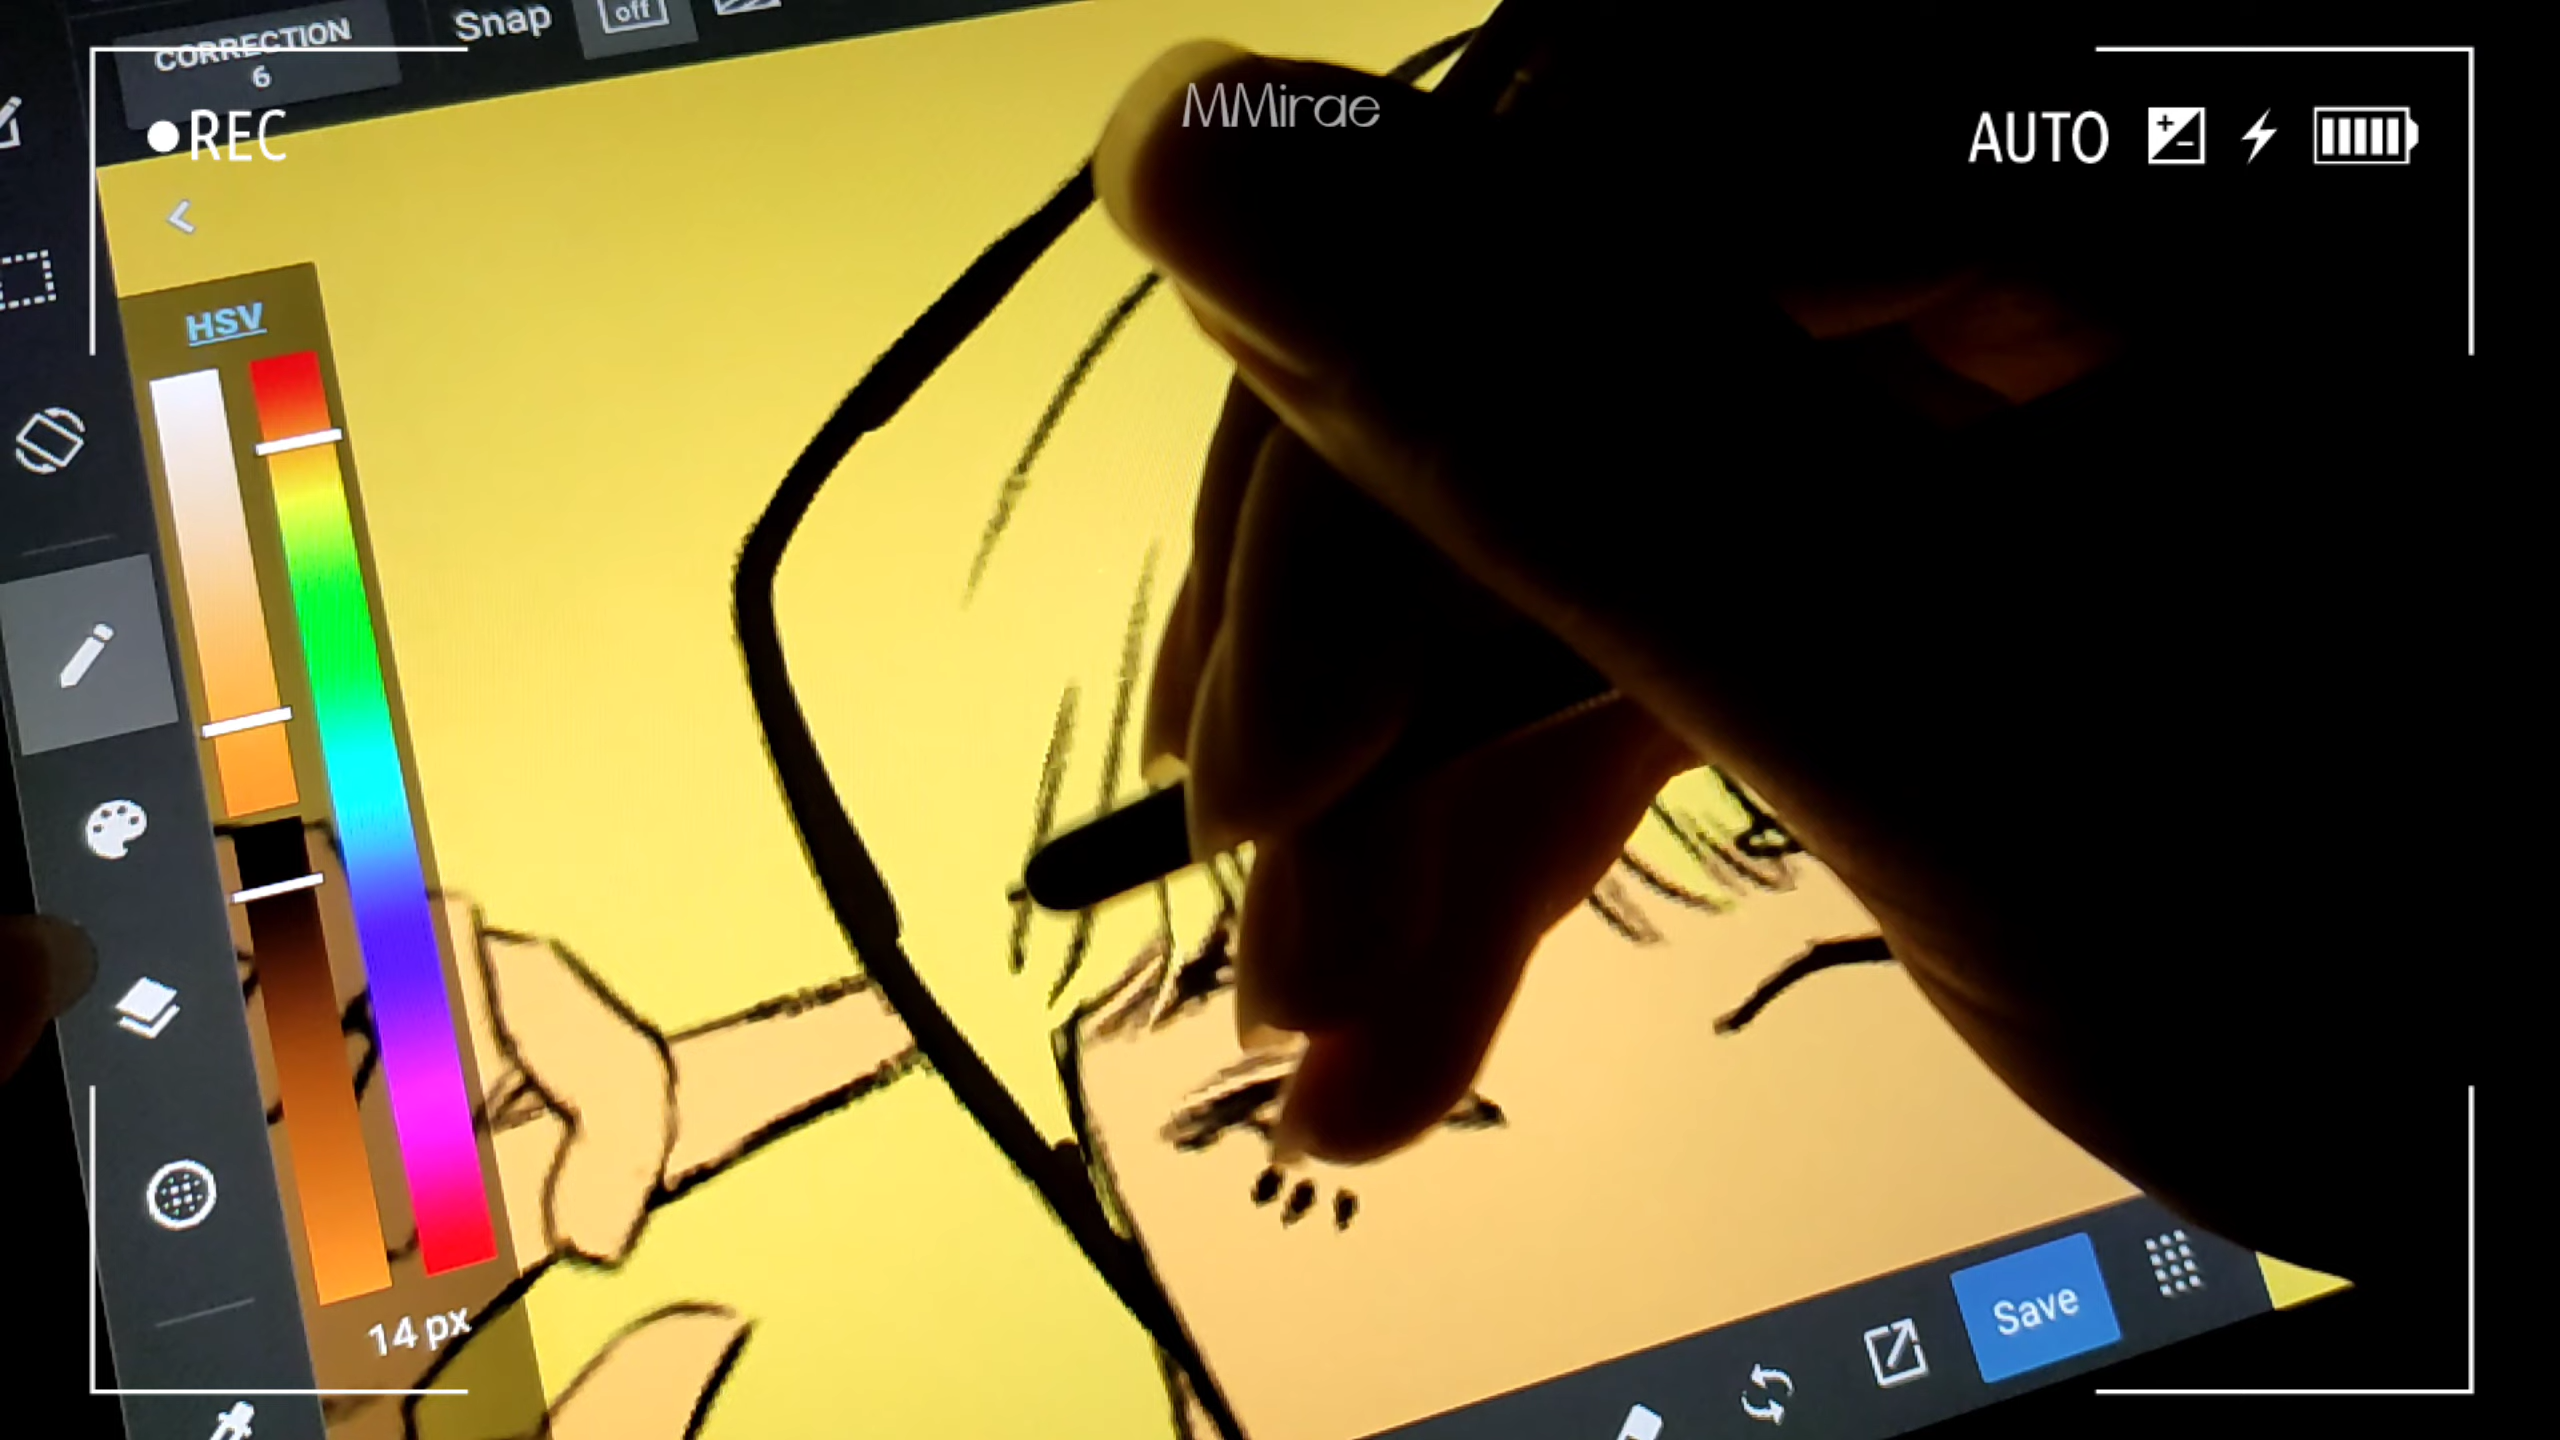 CORRECTION
6
Snap
off
MMirae
REC
AUTO
HSV
14 px
Save